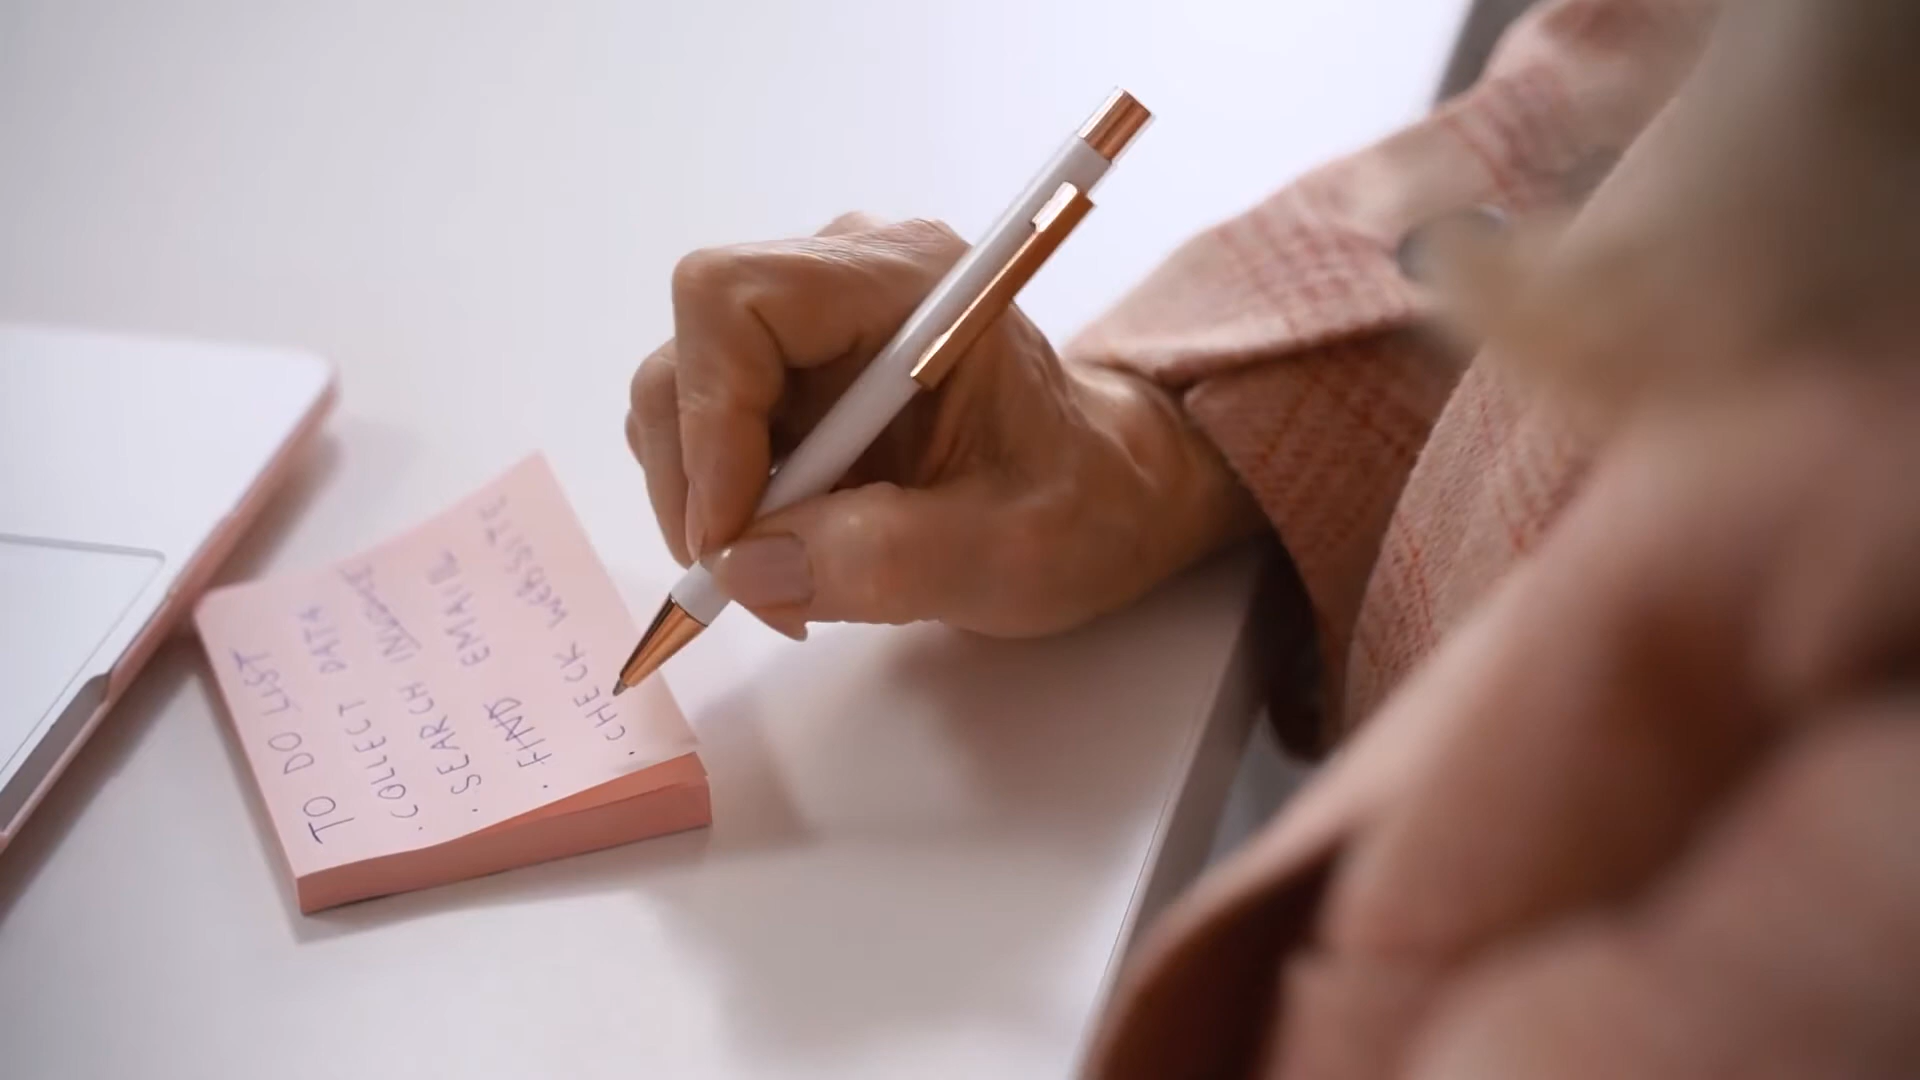 TO DO LIST
· COLLECT DATA
· SEARCH
· FIND EMAIL
· CHECK WEBSITE